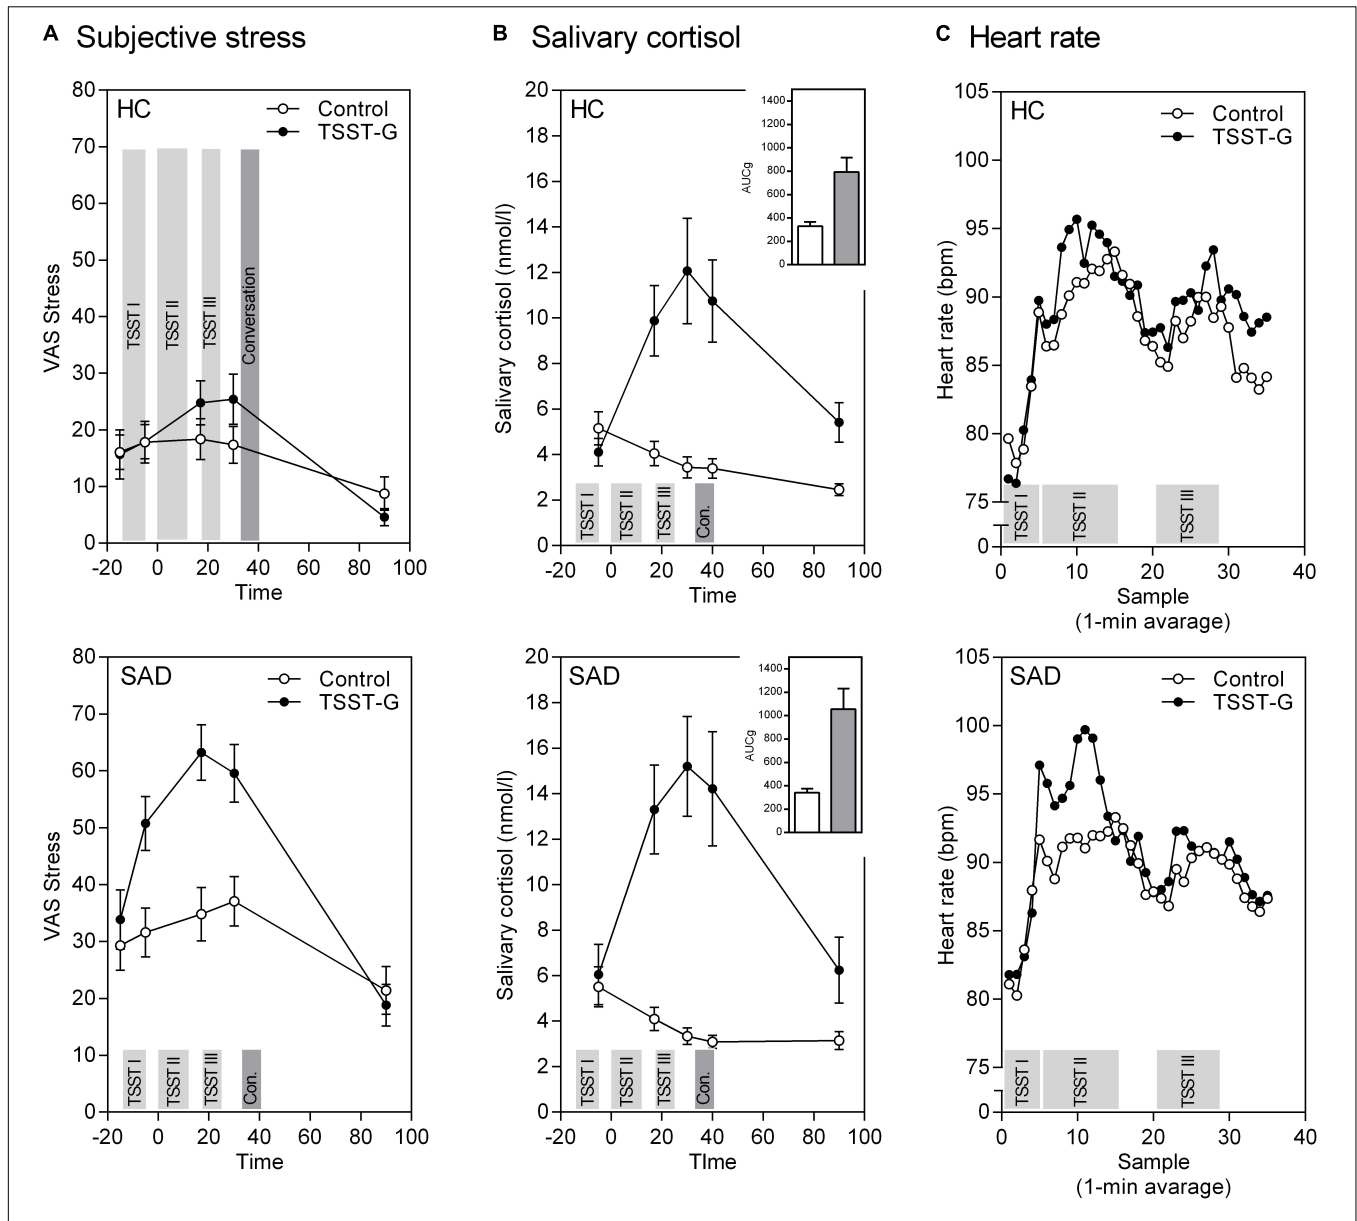 A Subjective stress
B Salivary cortisol
C Heart rate
HC
Control
TSST-G
80
70
60
50
40
30
20
10
0
VAS Stress
TSST I
TSST II
TSST III
Conversation
-20 0 20 40 60 80 100
Time
HC
20
18
16
14
12
10
8
6
4
2
0
Salivary cortisol (nmol/l)
1400
1200
1000
800
600
400
200
0
AUCg
TSST I
TSST II
TSST III
Con.
-20 0 20 40 60 80 100
Time
HC
Control
TSST-G
105
100
95
90
85
80
75
0
Heart rate (bpm)
TSST I
TSST II
TSST III
0 10 20 30 40
Sample
(1-min avarage)
SAD
Control
TSST-G
80
70
60
50
40
30
20
10
0
VAS Stress
TSST I
TSST II
TSST III
Con.
-20 0 20 40 60 80 100
Time
SAD
20
18
16
14
12
10
8
6
4
2
0
Salivary cortisol (nmol/l)
1400
1200
1000
800
600
400
200
0
AUCg
TSST I
TSST II
TSST III
Con.
-20 0 20 40 60 80 100
TIme
SAD
Control
TSST-G
105
100
95
90
85
80
75
0
Heart rate (bpm)
TSST I
TSST II
TSST III
0 10 20 30 40
Sample
(1-min avarage)